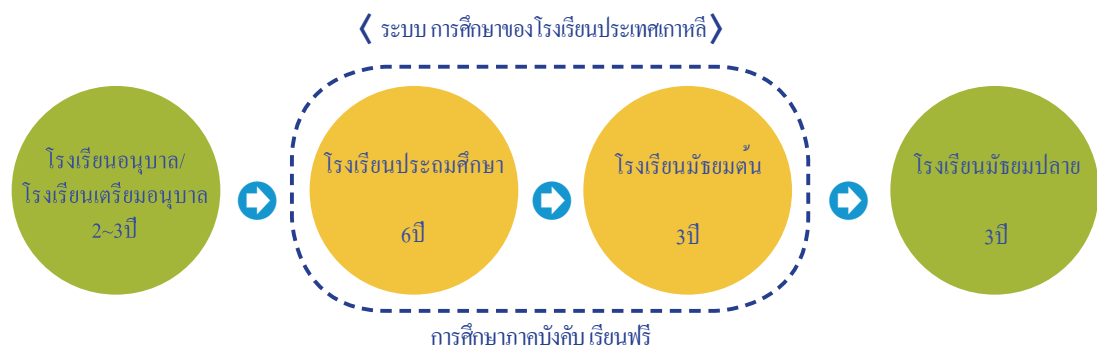 〈 ระบบ การศึกษาของโรงเรียนประเทศเกาหลี 〉
โรงเรียนอนุบาล/
โรงเรียนเตรียมอนุบาล
2~3ปี
โรงเรียนประถมศึกษา
6ปี
โรงเรียนมัธยมต้น
3ปี
โรงเรียนมัธยมปลาย
3ปี
การศึกษาภาคบังคับ เรียนฟรี